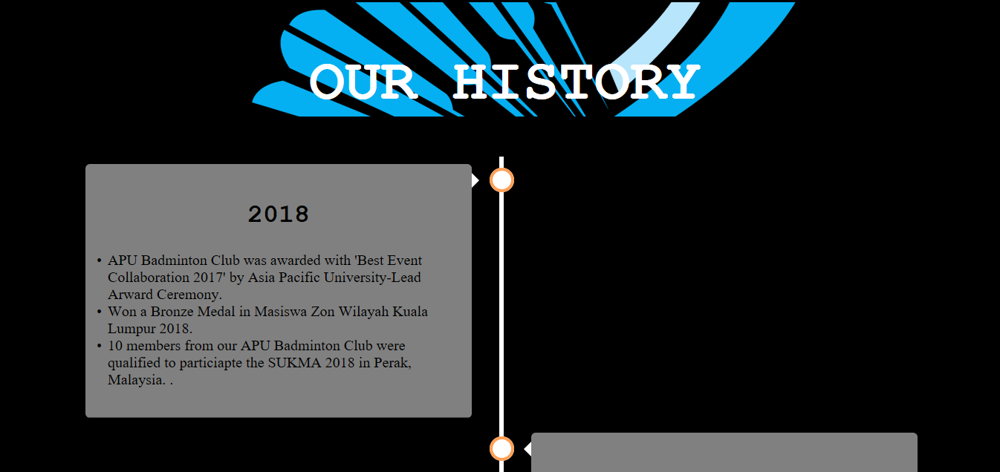 OUR HISTORY
2018
• APU Badminton Club was awarded with 'Best Event
Collaboration 2017' by Asia Pacific University-Lead
Arward Ceremony.
• Won a Bronze Medal in Masiswa Zon Wilayah Kuala
Lumpur 2018.
• 10 members from our APU Badminton Club were
qualified to particiapte the SUKMA 2018 in Perak,
Malaysia. .